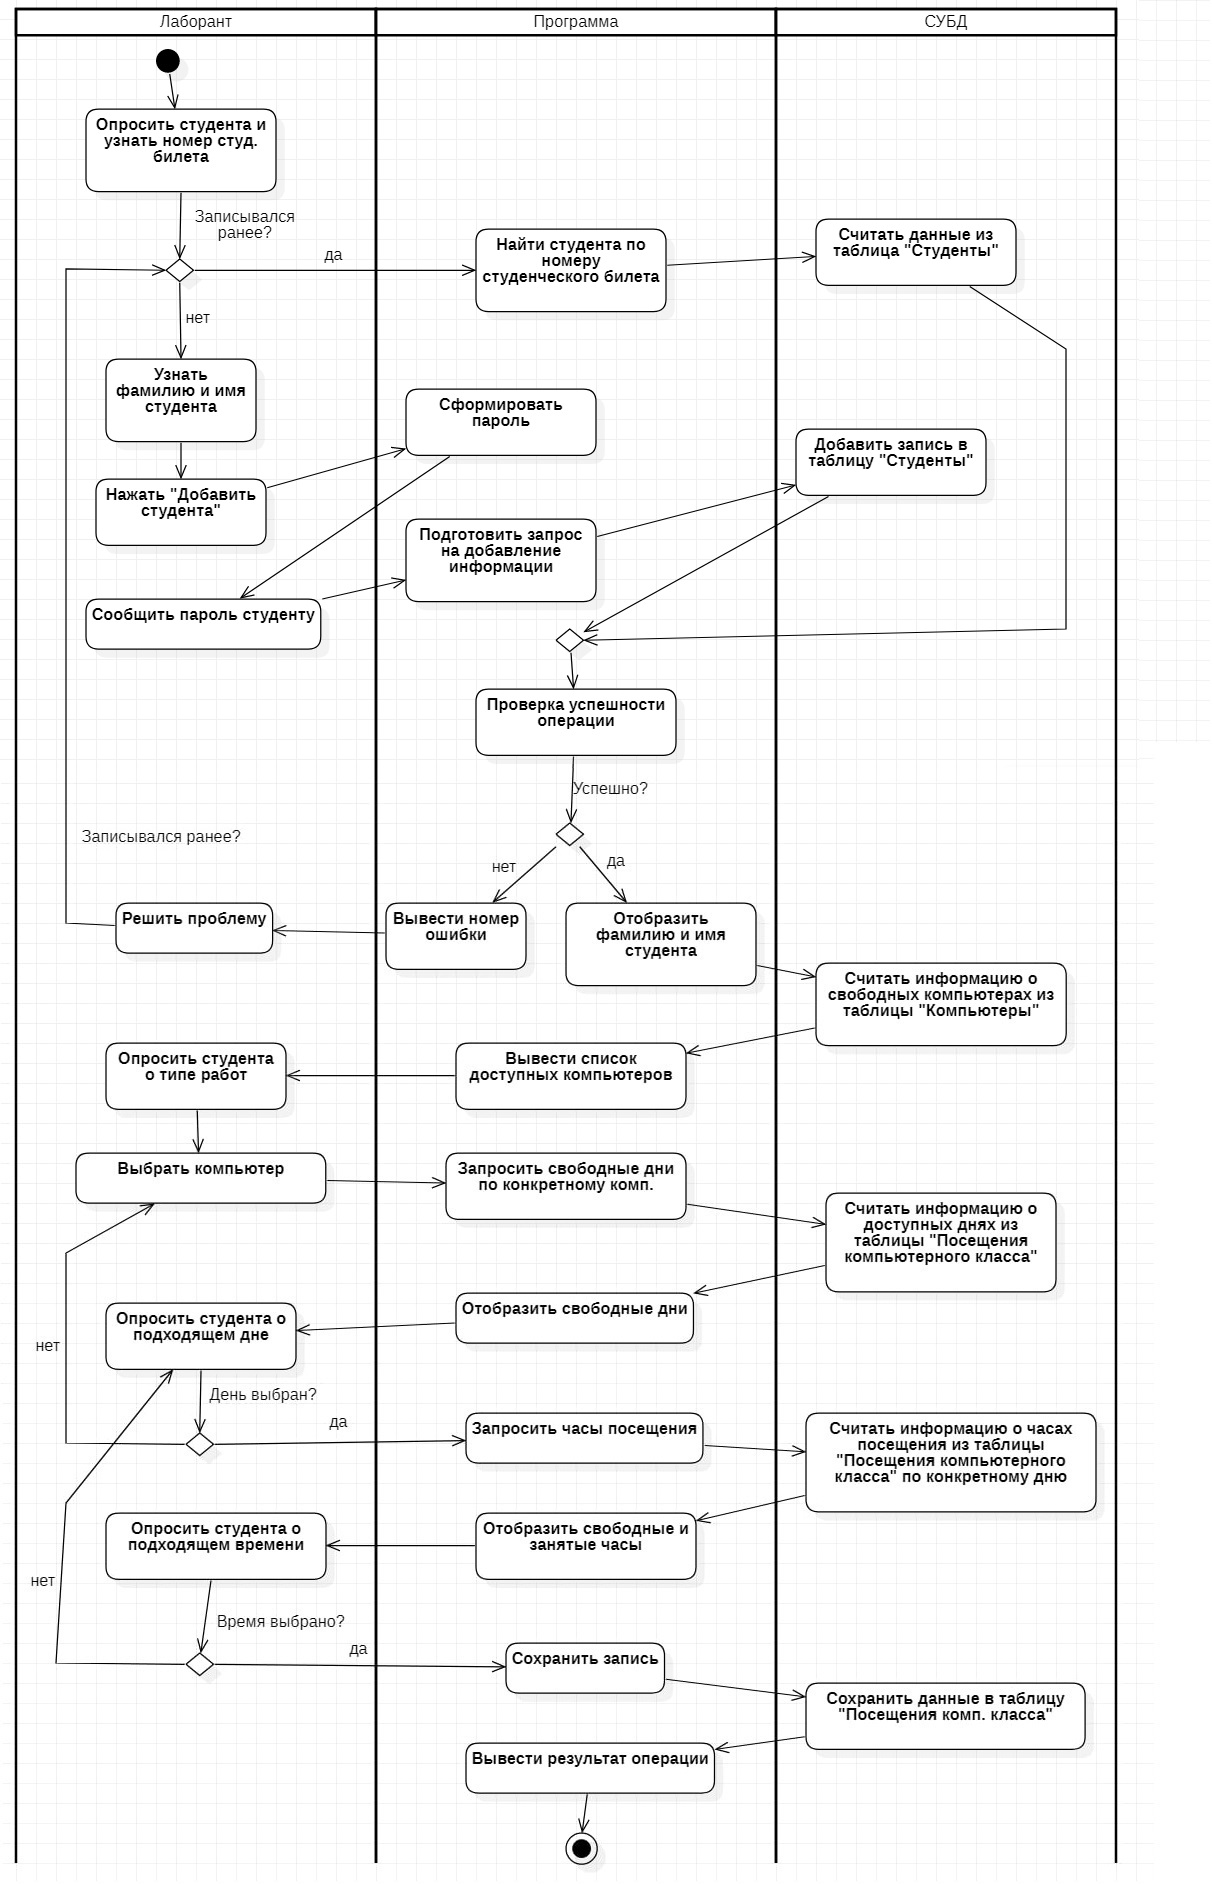 Лаборант
Программа
СУБД
Опросить студента и
узнать номер студ.
билета
Записывался
ранее?
да
Найти студента по
номеру
студенческого билета
Считать данные из
таблица "Студенты"
нет
Узнать
фамилию и имя
студента
Сформировать
пароль
Добавить запись в
таблицу "Студенты"
Нажать "Добавить
студента"
Подготовить запрос
на добавление
информации
Сообщить пароль студенту
Проверка успешности
операции
Успешно?
Записывался ранее?
нет
да
Решить проблему
Вывести номер
ошибки
Отобразить
фамилию и имя
студента
Считать информацию о
свободных компьютерах из
таблицы "Компьютеры"
Опросить студента
о типе работ
Вывести список
доступных компьютеров
Выбрать компьютер
Запросить свободные дни
по конкретному комп.
Считать информацию о
доступных днях из
таблицы "Посещения
компьютерного класса"
Опросить студента о
подходящем дне
Отобразить свободные дни
нет
День выбран?
да
Запросить часы посещения
Считать информацию о часах
посещения из таблицы
"Посещения компьютерного
класса" по конкретному дню
Опросить студента о
подходящем времени
Отобразить свободные и
занятые часы
нет
Время выбрано?
да
Сохранить запись
Сохранить данные в таблицу
"Посещения комп. класса"
Вывести результат операции